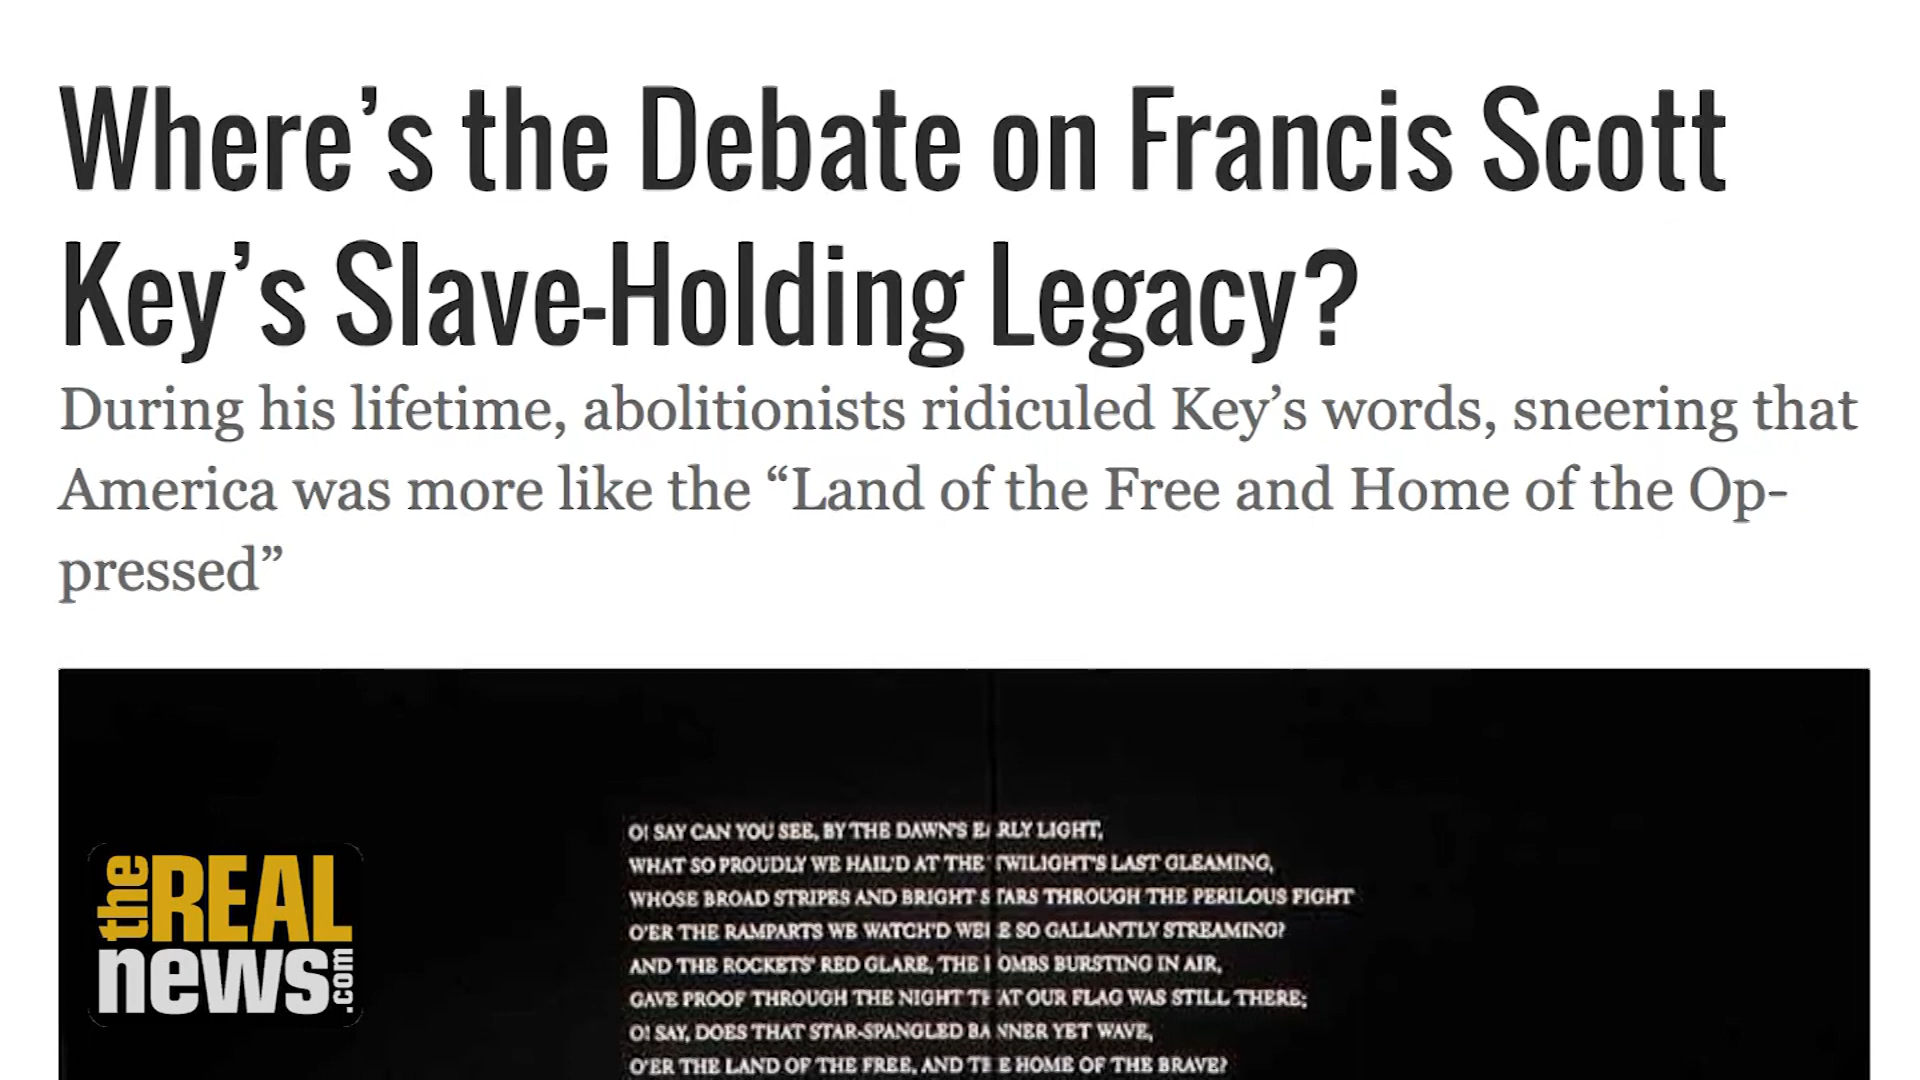 Where’s the Debate on Francis Scott
Key’s Slave-Holding Legacy?
During his lifetime, abolitionists ridiculed Key’s words, sneering that
America was more like the “Land of the Free and Home of the Op-
pressed”
O! SAY CAN YOU SEE, BY THE DAWN'S EARLY LIGHT,
WHAT SO PROUDLY WE HAIL'D AT THE TWILIGHT'S LAST GLEAMING,
WHOSE BROAD STRIPES AND BRIGHT STARS THROUGH THE PERILOUS FIGHT
O'ER THE RAMPARTS WE WATCH'D WERE SO GALLANTLY STREAMING?
AND THE ROCKETS' RED GLARE, THE BOMBS BURSTING IN AIR,
GAVE PROOF THROUGH THE NIGHT THAT OUR FLAG WAS STILL THERE;
O! SAY, DOES THAT STAR-SPANGLED BANNER YET WAVE,
O'ER THE LAND OF THE FREE, AND THE HOME OF THE BRAVE?
the REAL
news.com